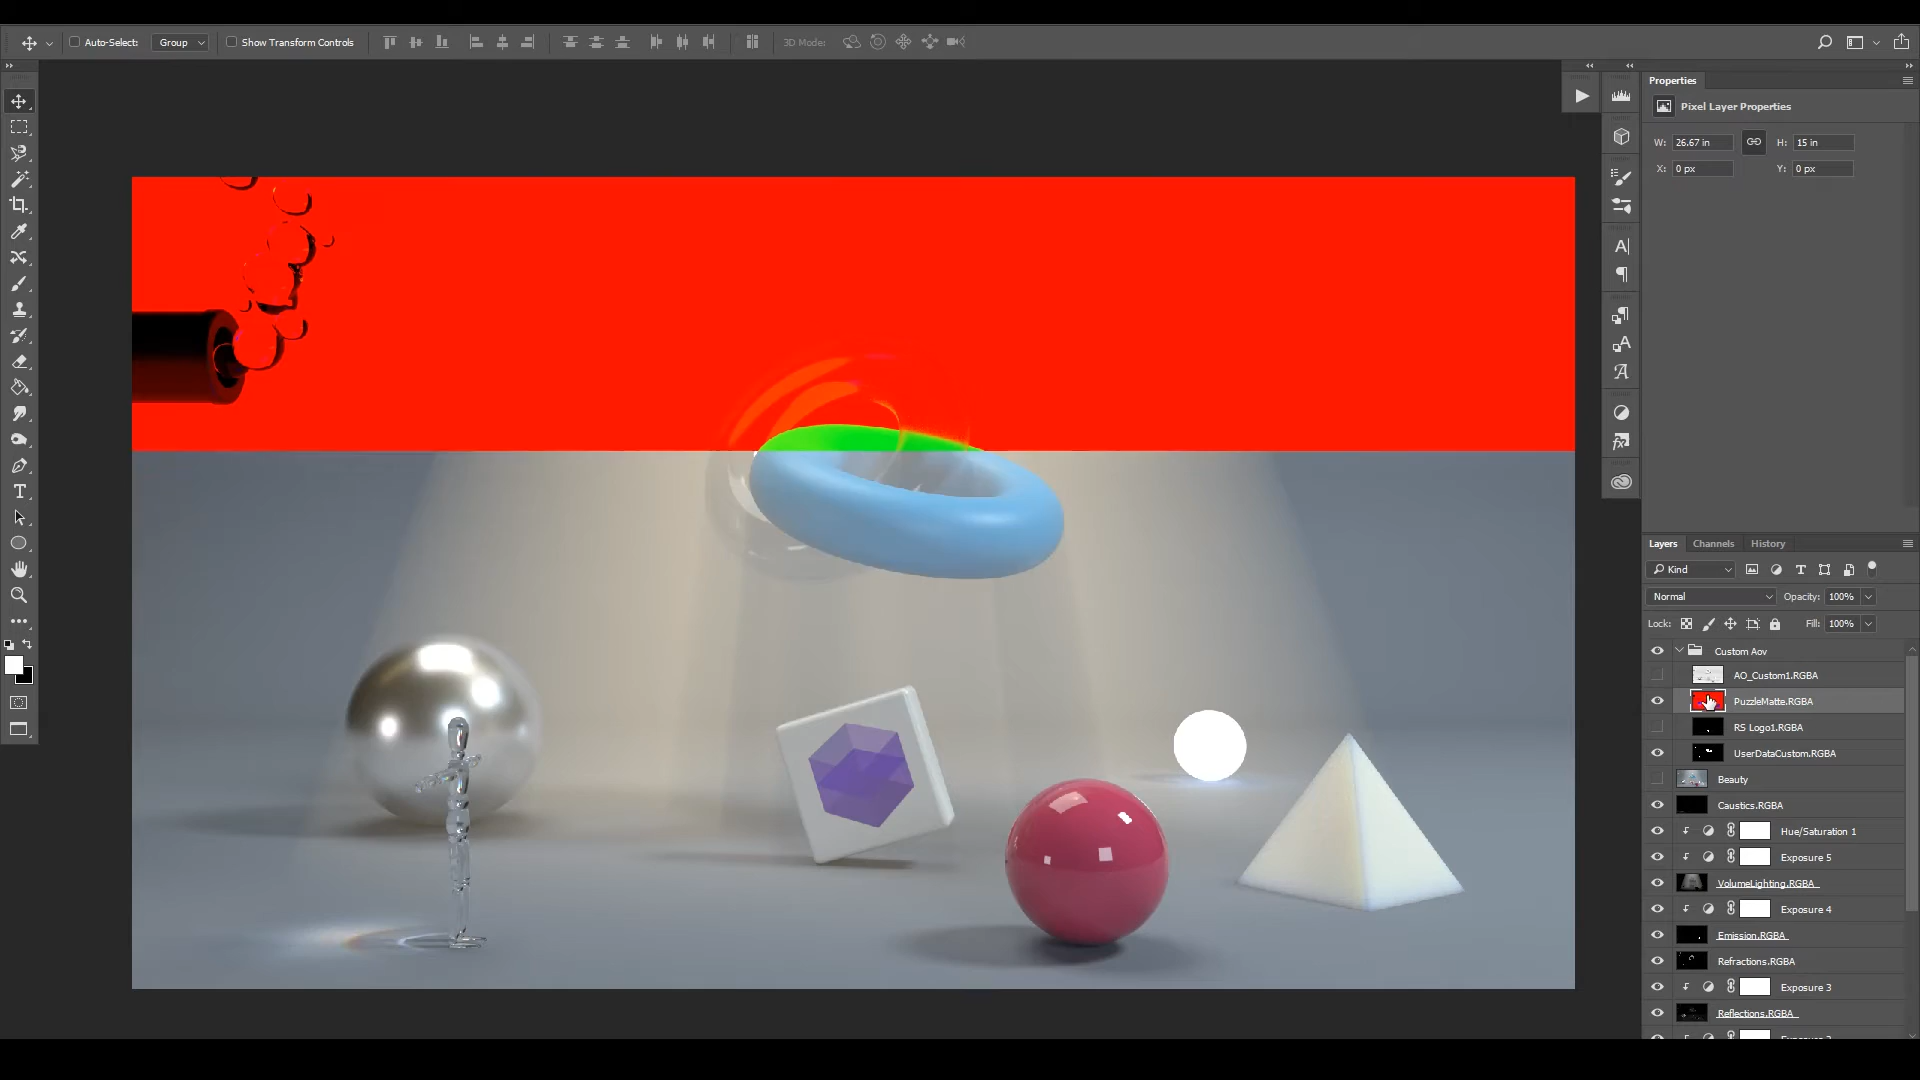 Auto-Select:
Group
Show Transform Controls
3D Mode:
Properties
Pixel Layer Properties
W: 26.67 in
H: 15 in
X: 0 px
Y: 0 px
Layers
Channels
History
Kind
Normal
Opacity: 100%
Lock:
Fill: 100%
Custom Aov
AO_Custom1.RGBA
PuzzleMatte.RGBA
RS Logo1.RGBA
UserDataCustom.RGBA
Beauty
Caustics.RGBA
Hue/Saturation 1
Exposure 5
VolumeLighting.RGBA
Exposure 4
Emission.RGBA
Refractions.RGBA
Exposure 3
Reflections.RGBA